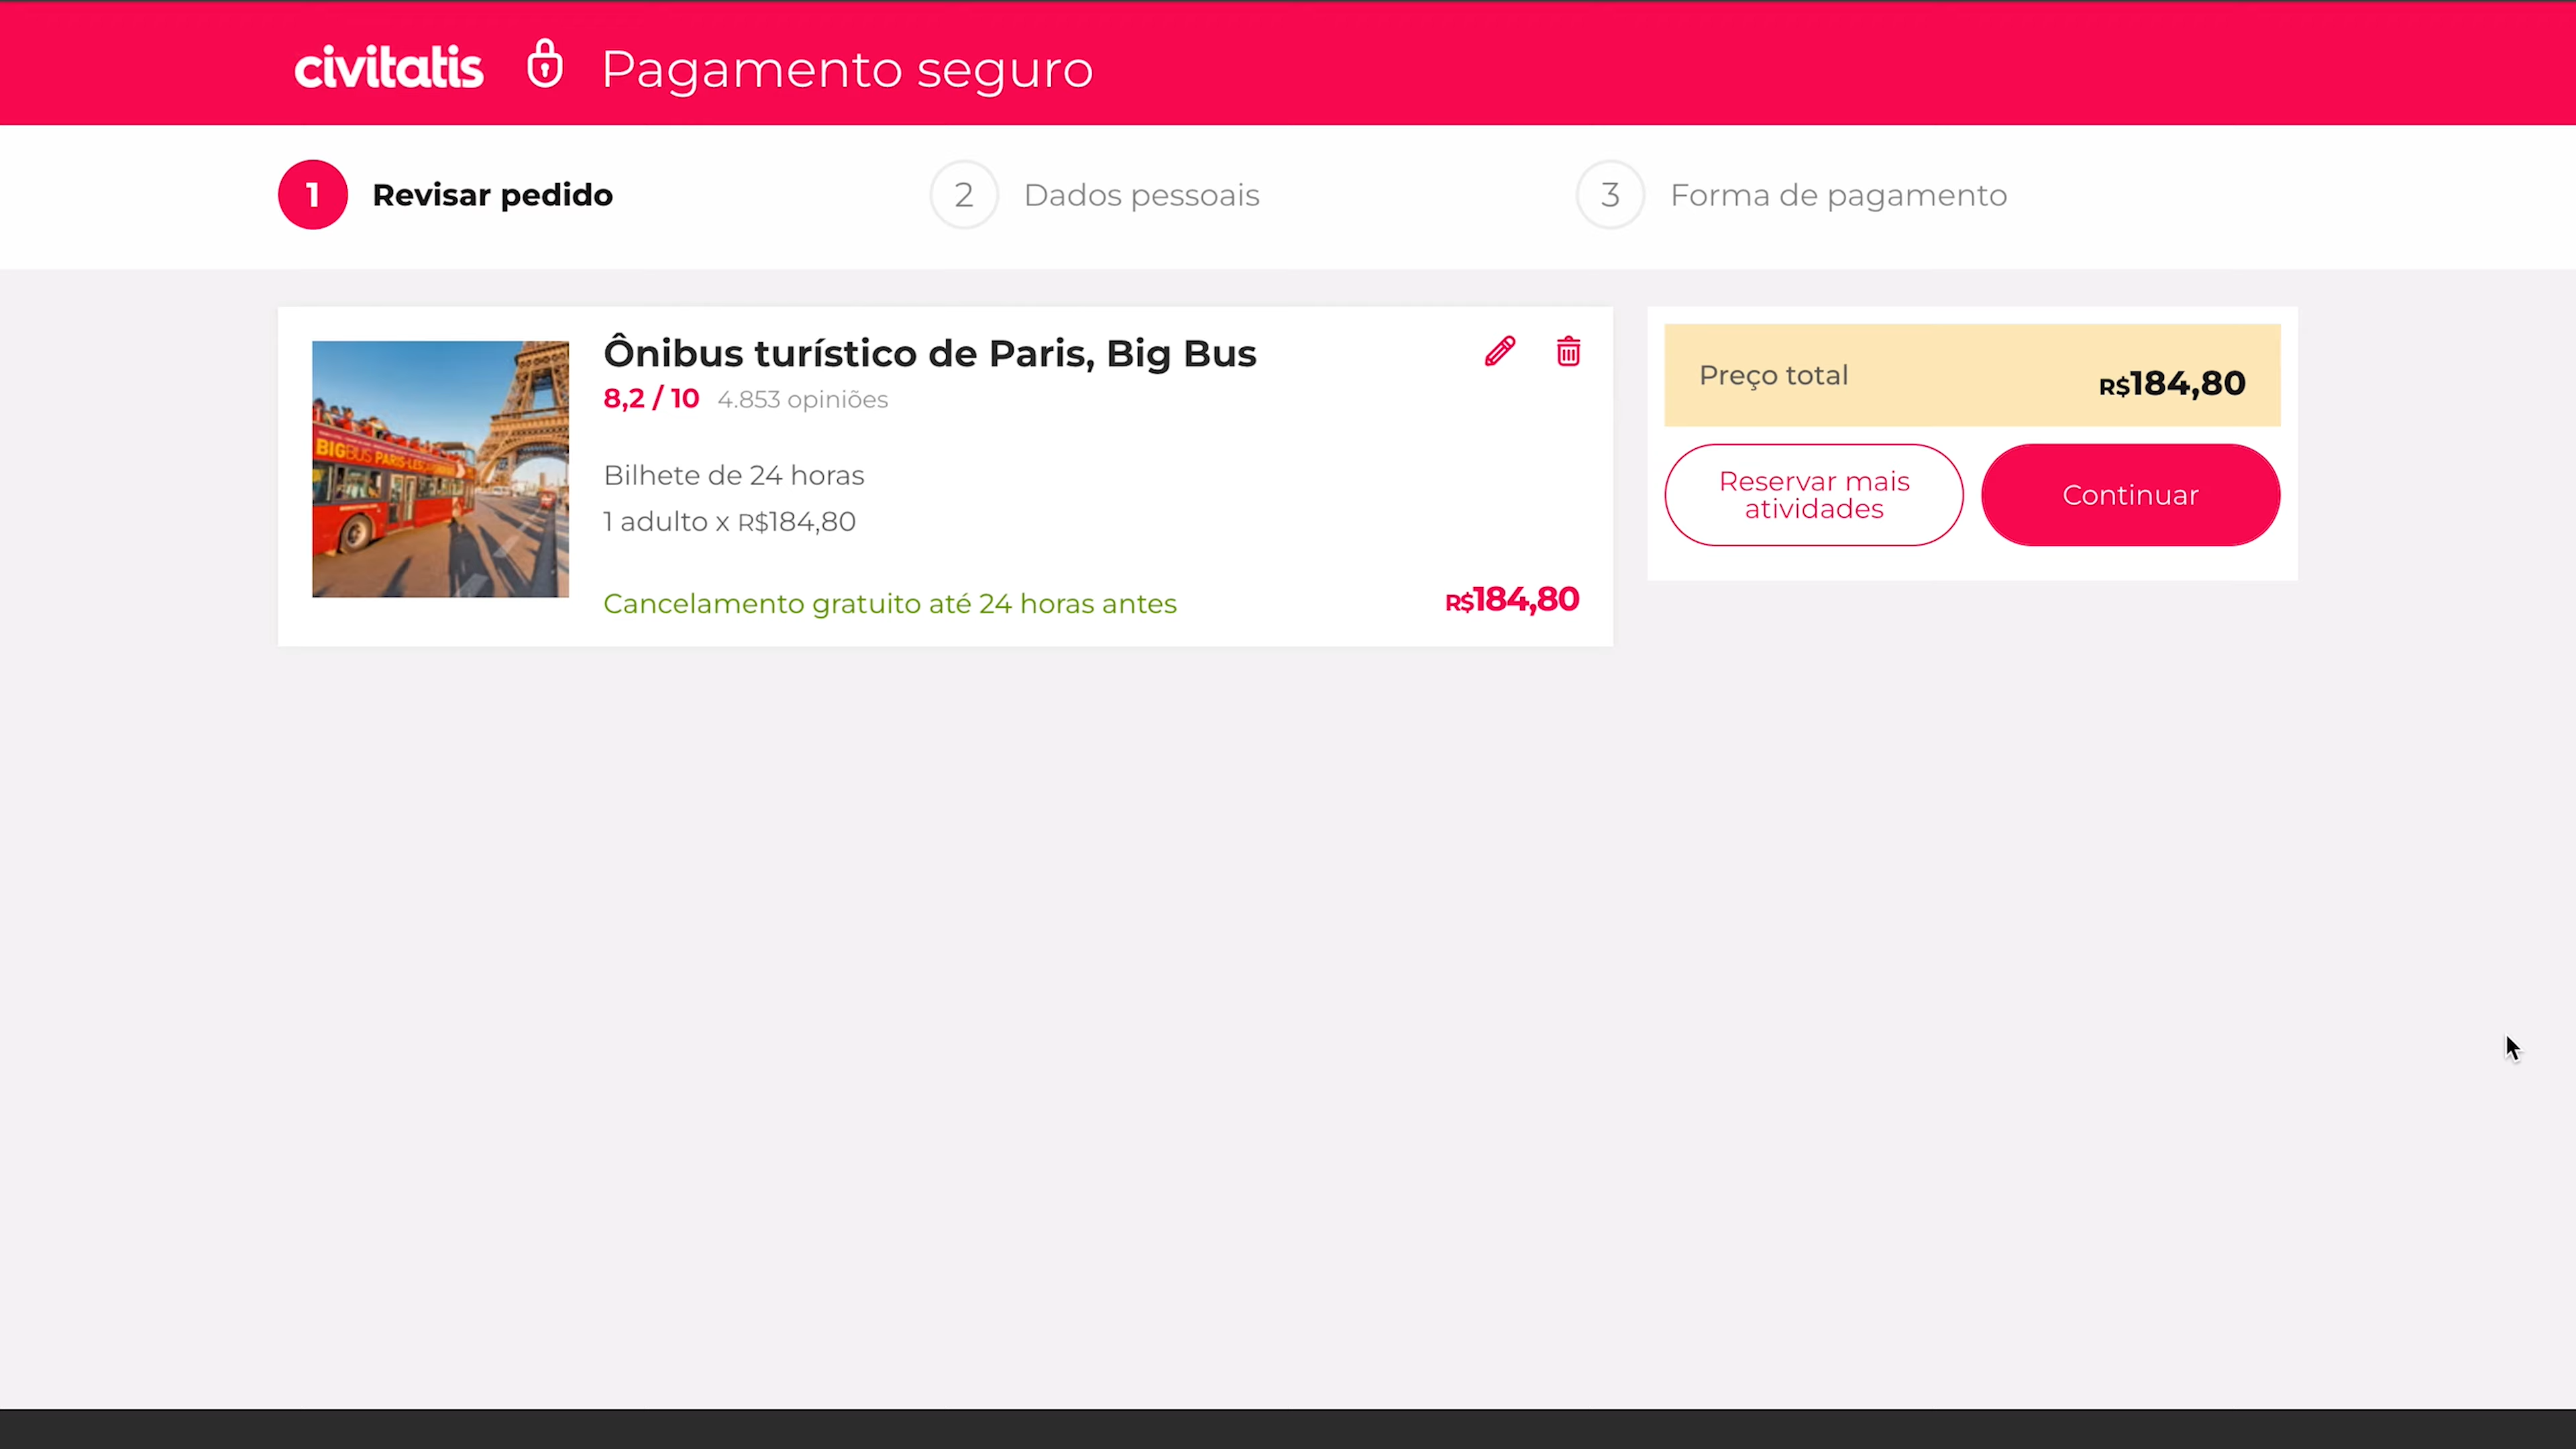 civitatis Pagamento seguro
1 Revisar pedido
2 Dados pessoais
3 Forma de pagamento
Ônibus turístico de Paris, Big Bus
8,2 / 10 4.853 opiniões
Bilhete de 24 horas
1 adulto x R$184,80
Cancelamento gratuito até 24 horas antes
R$184,80
BIGBUS PARIS
Preço total
R$184,80
Reservar mais
atividades
Continuar